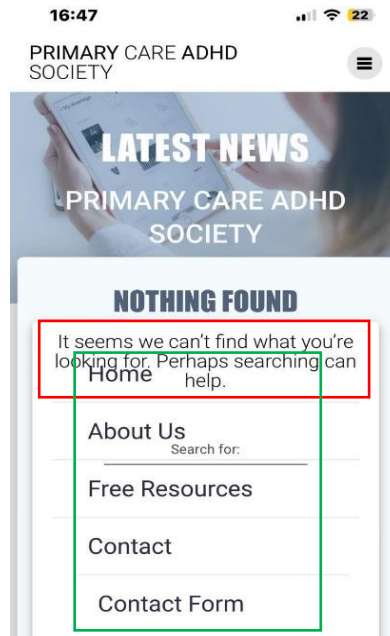 16:47 22
PRIMARY CARE ADHD
SOCIETY
LATEST NEWS
PRIMARY CARE ADHD
SOCIETY
NOTHING FOUND
It seems we can't find what you're
looking for. Perhaps searching can
help.
Home
About Us
Search for:
Free Resources
Contact
Contact Form